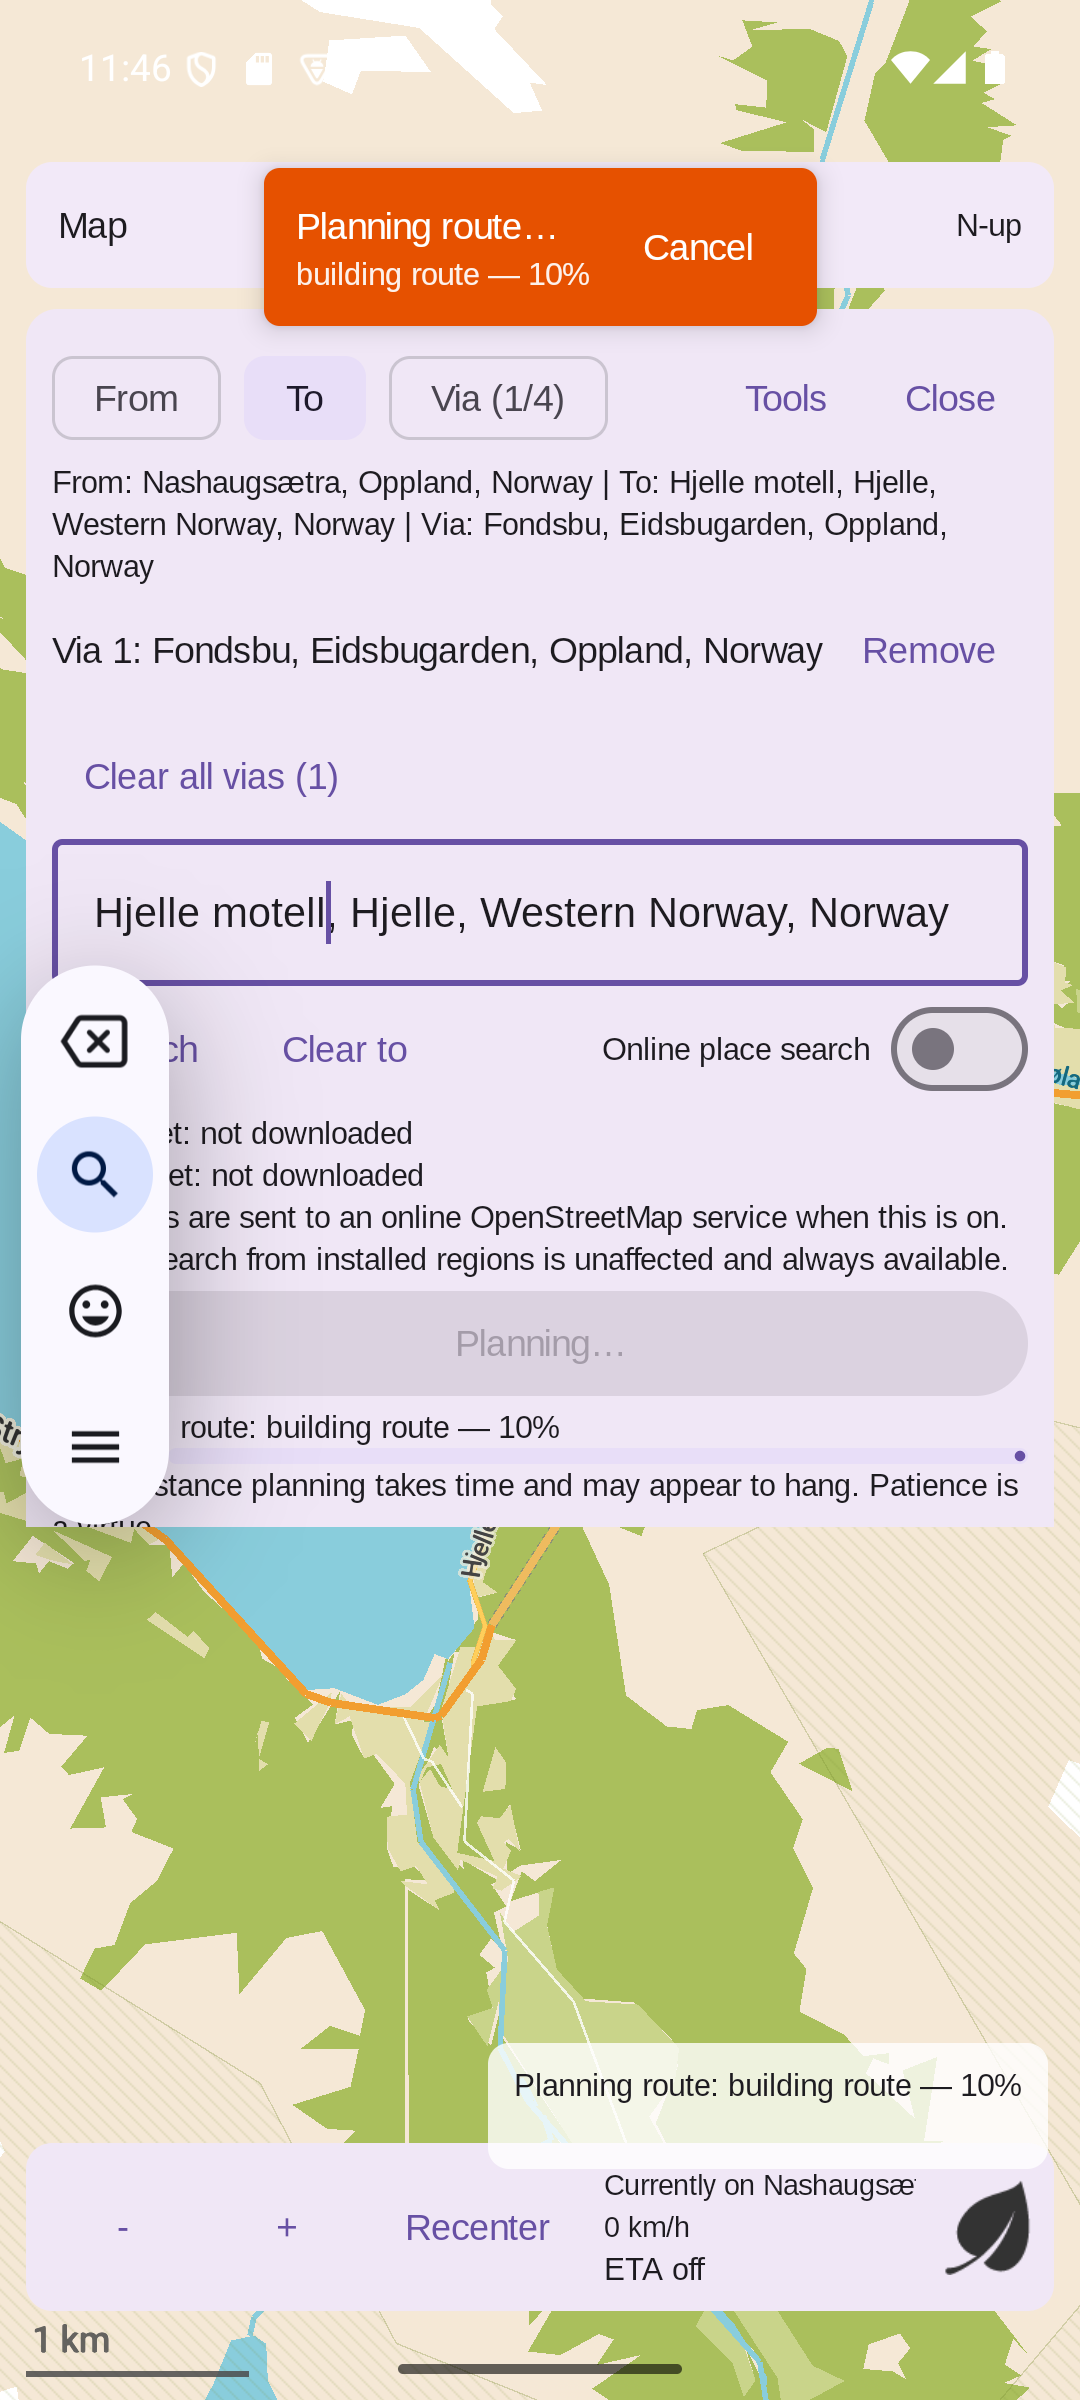 11:46
Map
N-up
Planning route…
building route — 10%
Cancel
From
To
Via (1/4)
Tools
Close
From: Nashaugsætra, Oppland, Norway | To: Hjelle motell, Hjelle,
Western Norway, Norway | Via: Fondsbu, Eidsbugarden, Oppland,
Norway
Via 1: Fondsbu, Eidsbugarden, Oppland, Norway
Remove
Clear all vias (1)
Hjelle motell, Hjelle, Western Norway, Norway
Clear to
Online place search
not downloaded
not downloaded
are sent to an online OpenStreetMap service when this is on.
from installed regions is unaffected and always available.
Planning…
route: building route — 10%
planning takes time and may appear to hang. Patience is
Hjelle
Planning route: building route — 10%
-
+
Recenter
Currently on
0 km/h
ETA off
1 km